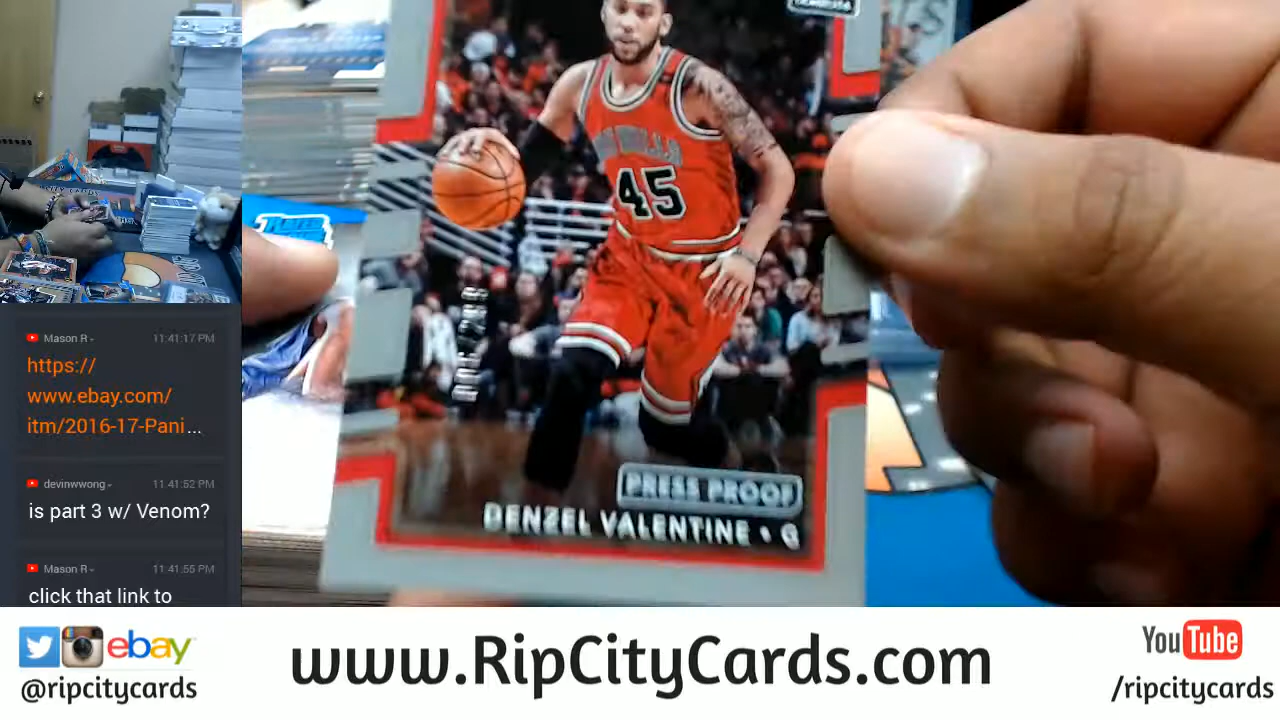 45
PRESS PROOF
DENZEL VALENTINE • G
Mason R
11:41:17 PM
https://
www.ebay.com/
itm/2016-17-Pani...
devinwwong
11:41:52 PM
is part 3 w/ Venom?
Mason R
11:41:55 PM
click that link to
ebay
@ripcitycards
www.RipCityCards.com
YouTube
/ripcitycards